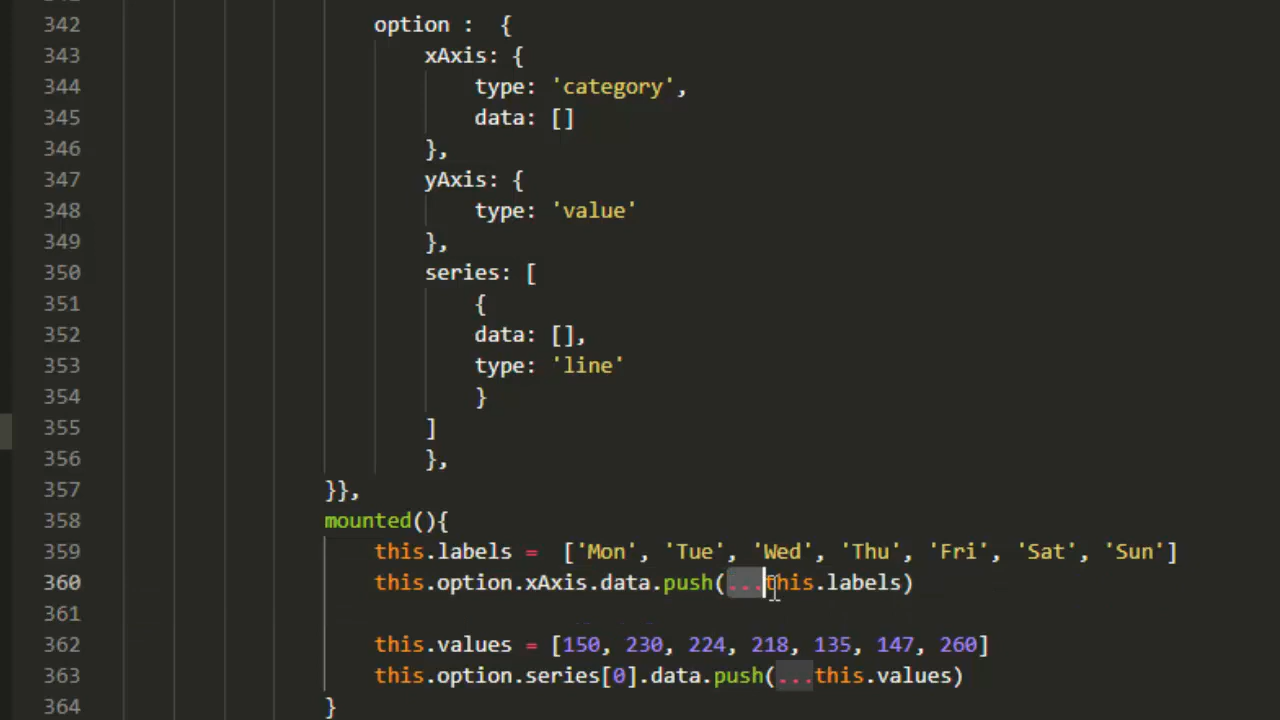 342 option :  {
343 xAxis: {
344 type: 'category',
345 data: []
346 },
347 yAxis: {
348 type: 'value'
349 },
350 series: [
351 {
352 data: [],
353 type: 'line'
354 }
355 ]
356 },
357 }},
358 mounted(){
359 this.labels =  ['Mon', 'Tue', 'Wed', 'Thu', 'Fri', 'Sat', 'Sun']
360 this.option.xAxis.data.push(...this.labels)
361
362 this.values = [150, 230, 224, 218, 135, 147, 260]
363 this.option.series[0].data.push(...this.values)
364 }